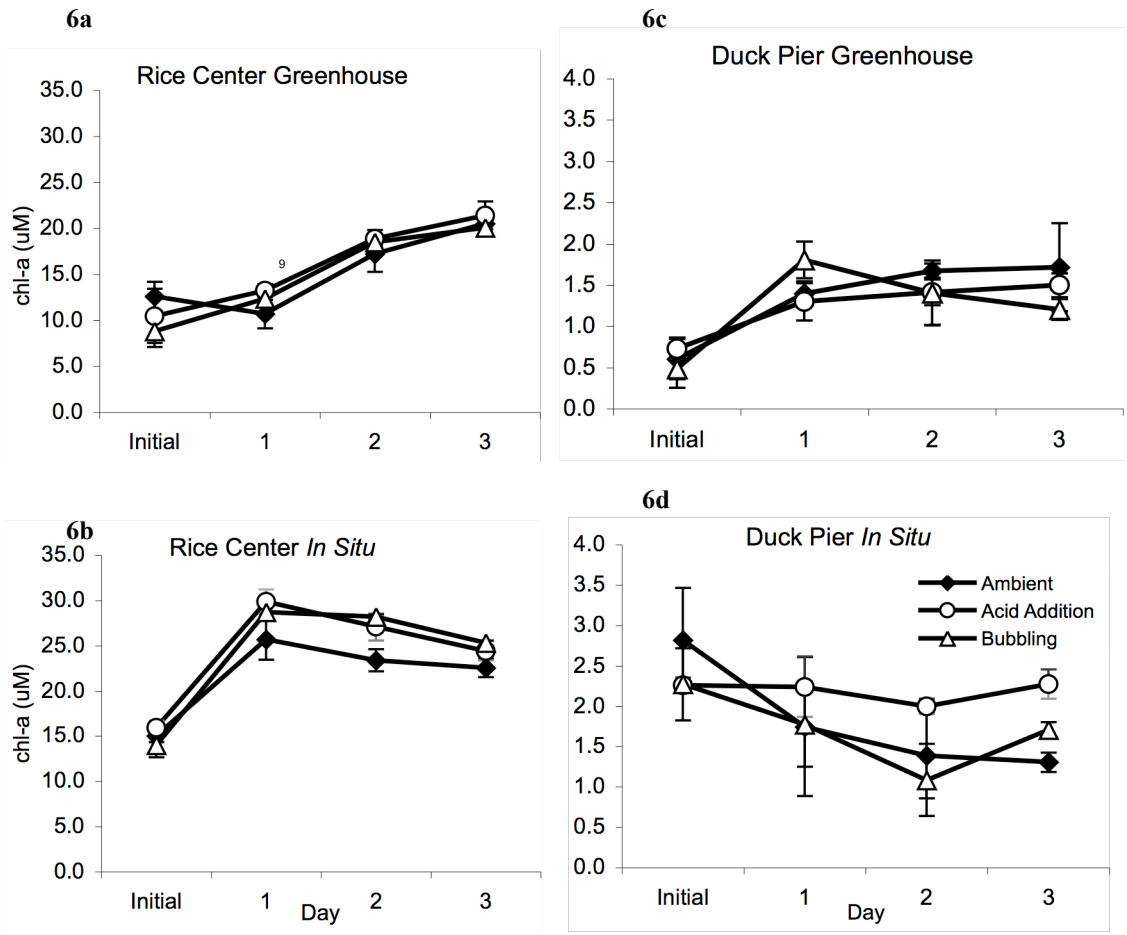 6a
Rice Center Greenhouse
chl-a (uM)
35.0
30.0
25.0
20.0
15.0
10.0
5.0
0.0
9
Initial 1 2 3
6c
Duck Pier Greenhouse
4.0
3.5
3.0
2.5
2.0
1.5
1.0
0.5
0.0
Initial 1 2 3
6b
Rice Center In Situ
chl-a (uM)
35.0
30.0
25.0
20.0
15.0
10.0
5.0
0.0
Initial 1 2 3
Day
6d
Duck Pier In Situ
4.0
3.5
3.0
2.5
2.0
1.5
1.0
0.5
0.0
Ambient
Acid Addition
Bubbling
Initial 1 2 3
Day